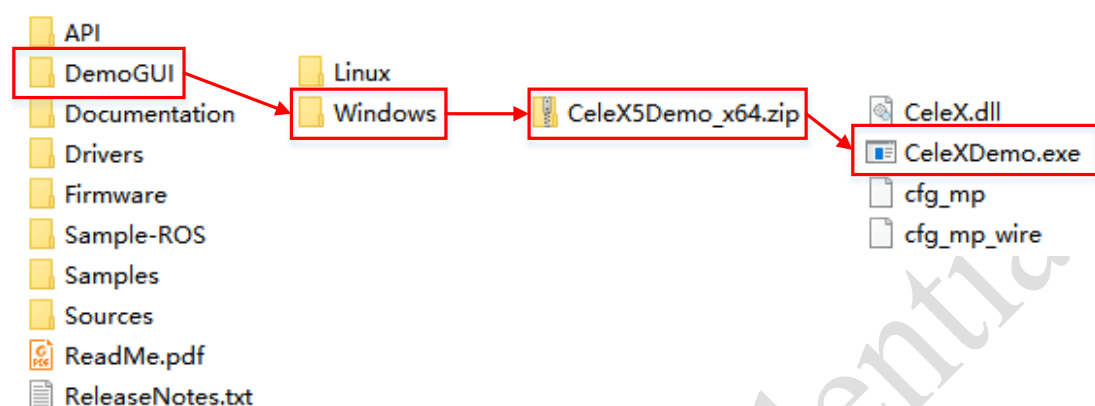 API
DemoGUI
Documentation
Drivers
Firmware
Sample-ROS
Samples
Sources
ReadMe.pdf
ReleaseNotes.txt
Linux
Windows
CeleX5Demo_x64.zip
CeleX.dll
CeleXDemo.exe
cfg_mp
cfg_mp_wire